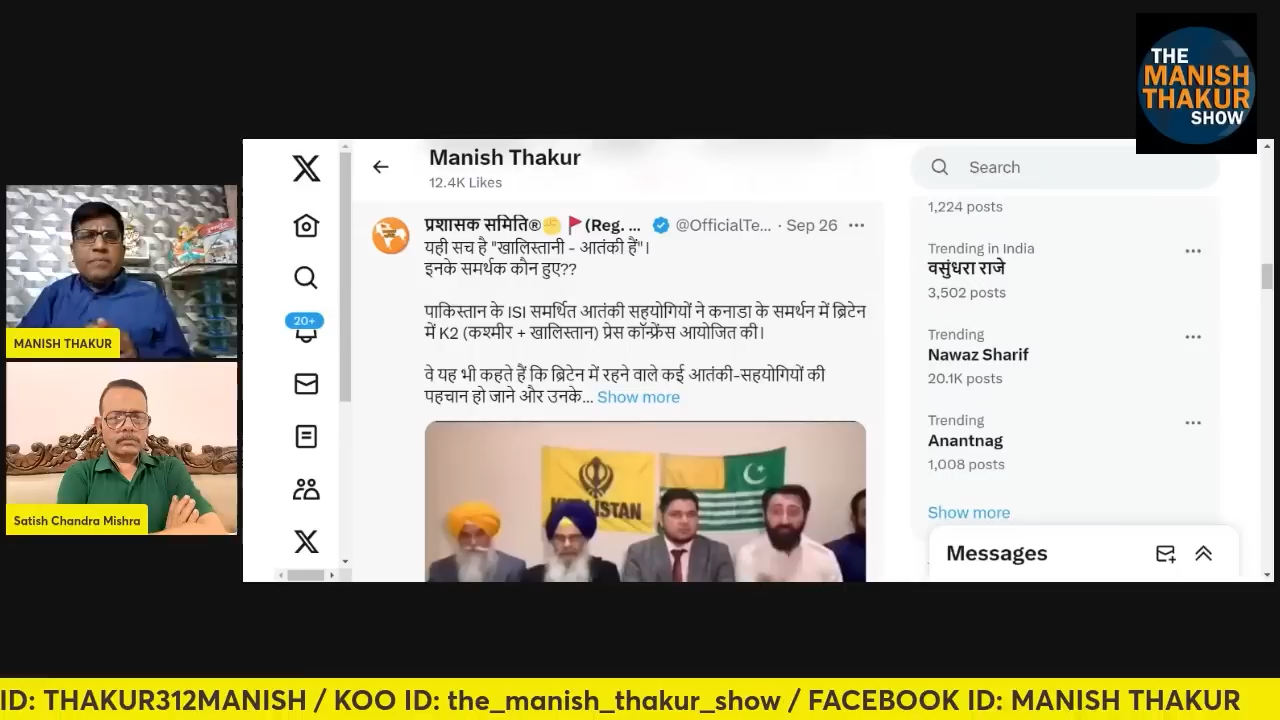 THE
MANISH
THAKUR
SHOW
Manish Thakur
12.4K Likes
Search
1,224 posts
प्रशासक समिति®✊🚩(Reg. ...
@OfficialTe... · Sep 26
यही सच है "खालिस्तानी - आतंकी हैं"।
इनके समर्थक कौन हुए??
पाकिस्तान के ISI समर्थित आतंकी सहयोगियों ने कनाडा के समर्थन में ब्रिटेन
में K2 (कश्मीर + खालिस्तान) प्रेस कॉन्फ्रेंस आयोजित की।
वे यह भी कहते हैं कि ब्रिटेन में रहने वाले कई आतंकी-सहयोगियों की
पहचान हो जाने और उनके... Show more
Trending in India
वसुंधरा राजे
3,502 posts
Trending
Nawaz Sharif
20.1K posts
Trending
Anantnag
1,008 posts
Show more
Messages
20+
MANISH THAKUR
Satish Chandra Mishra
ID: THAKUR312MANISH / KOO ID: the_manish_thakur_show / FACEBOOK ID: MANISH THAKUR